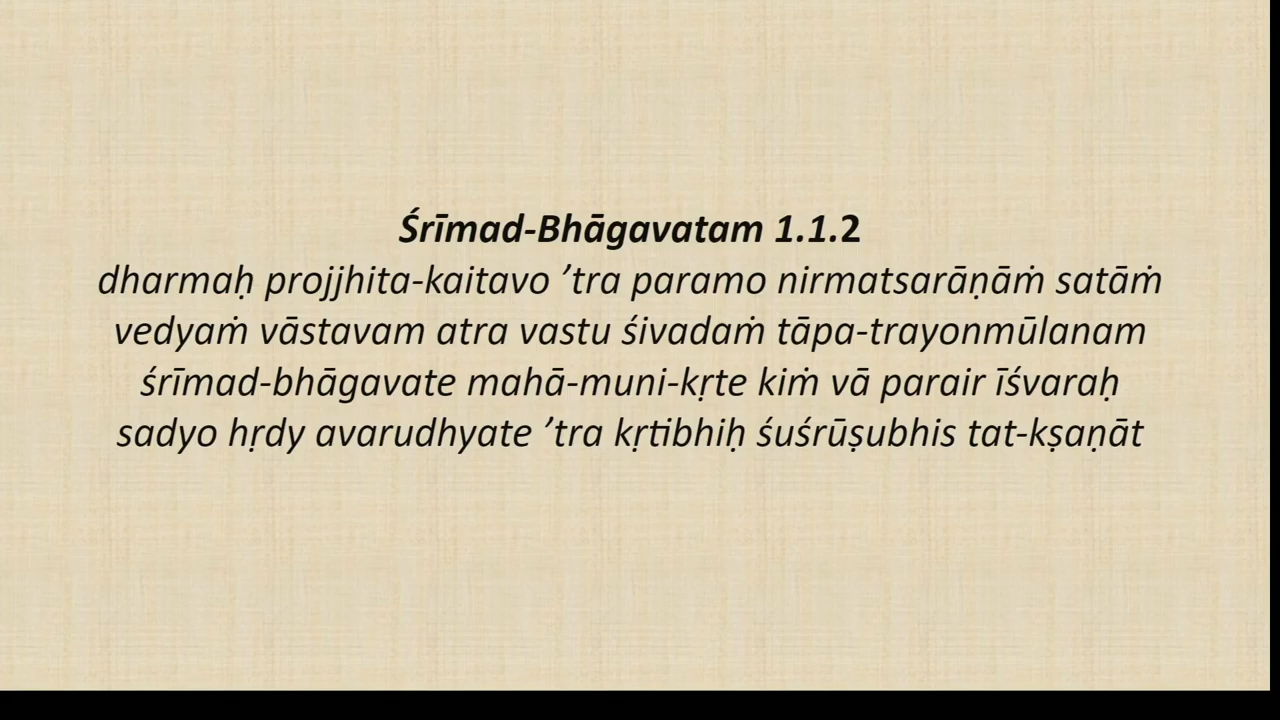 Śrīmad-Bhāgavatam 1.1.2
dharmaḥ projjhita-kaitavo ’tra paramo nirmatsarāṇāṁ satāṁ
vedyaṁ vāstavam atra vastu śivadaṁ tāpa-trayonmūlanam
śrīmad-bhāgavate mahā-muni-kṛte kiṁ vā parair īśvaraḥ
sadyo hṛdy avarudhyate ’tra kṛtibhiḥ śuśrūṣubhis tat-kṣaṇāt